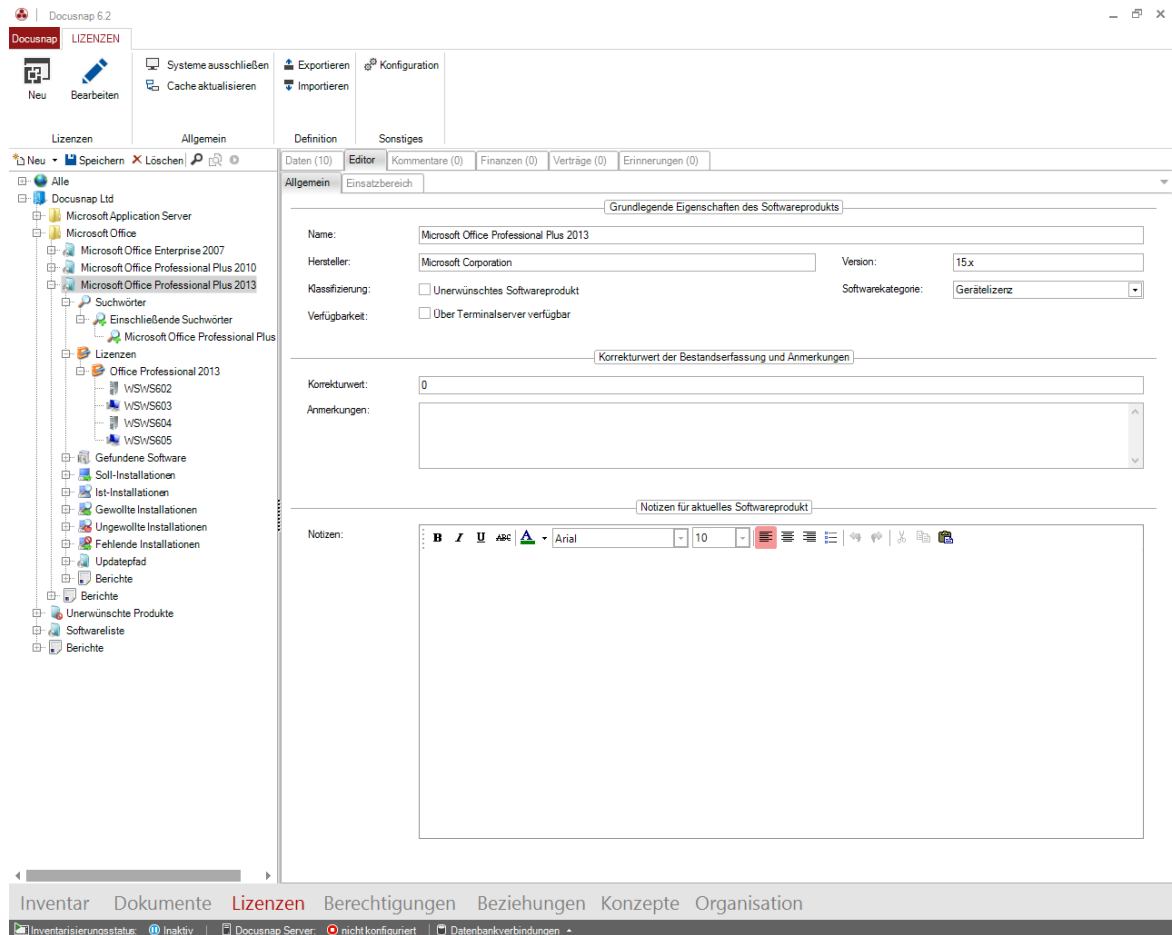 Docusnap 6.2
Docusnap LIZENZEN
Neu Bearbeiten
Systeme ausschließen
Cache aktualisieren
Exportieren
Importieren
Konfiguration
Lizenzen Allgemein Definition Sonstiges
Neu Speichern Löschen
Alle
Docusnap Ltd
Microsoft Application Server
Microsoft Office
Microsoft Office Enterprise 2007
Microsoft Office Professional Plus 2010
Microsoft Office Professional Plus 2013
Suchwörter
Einschließende Suchwörter
Microsoft Office Professional Plus
Lizenzen
Office Professional 2013
WSWS602
WSWS603
WSWS604
WSWS605
Gefundene Software
Soll-Installationen
Ist-Installationen
Gewollte Installationen
Ungewollte Installationen
Fehlende Installationen
Updatepfad
Berichte
Berichte
Unerwünschte Produkte
Softwareliste
Berichte
Daten (10) Editor Kommentare (0) Finanzen (0) Verträge (0) Erinnerungen (0)
Allgemein Einsatzbereich
Grundlegende Eigenschaften des Softwareprodukts
Name: Microsoft Office Professional Plus 2013
Hersteller: Microsoft Corporation Version: 15.x
Klassifizierung: Unerwünschtes Softwareprodukt Softwarekategorie: Gerätelizenz
Verfügbarkeit: Über Terminalserver verfügbar
Korrekturwert der Bestandserfassung und Anmerkungen
Korrekturwert: 0
Anmerkungen:
Notizen für aktuelles Softwareprodukt
Notizen: B I U ABC A Arial 10
Inventar Dokumente Lizenzen Berechtigungen Beziehungen Konzepte Organisation
Inventarisierungsstatus: Inaktiv | Docusnap Server: nicht konfiguriert | Datenbankverbindungen